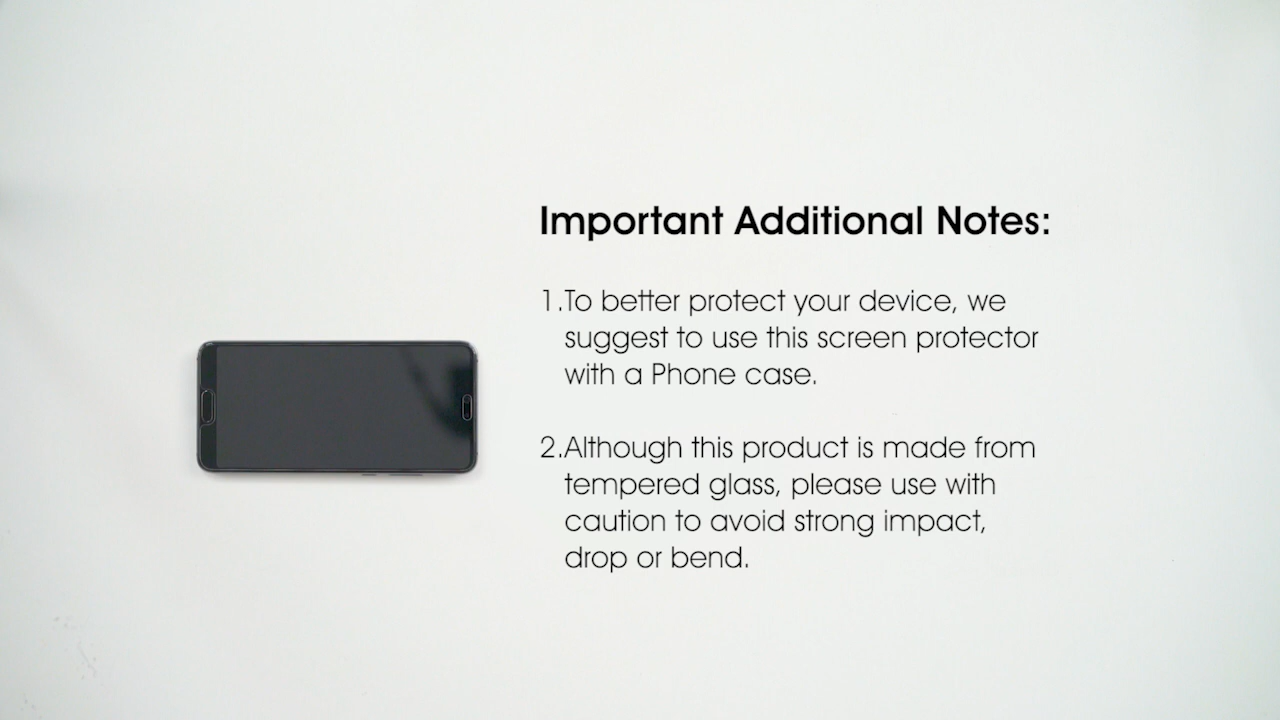 Important Additional Notes:
1.To better protect your device, we
suggest to use this screen protector
with a Phone case.
2.Although this product is made from
tempered glass, please use with
caution to avoid strong impact,
drop or bend.